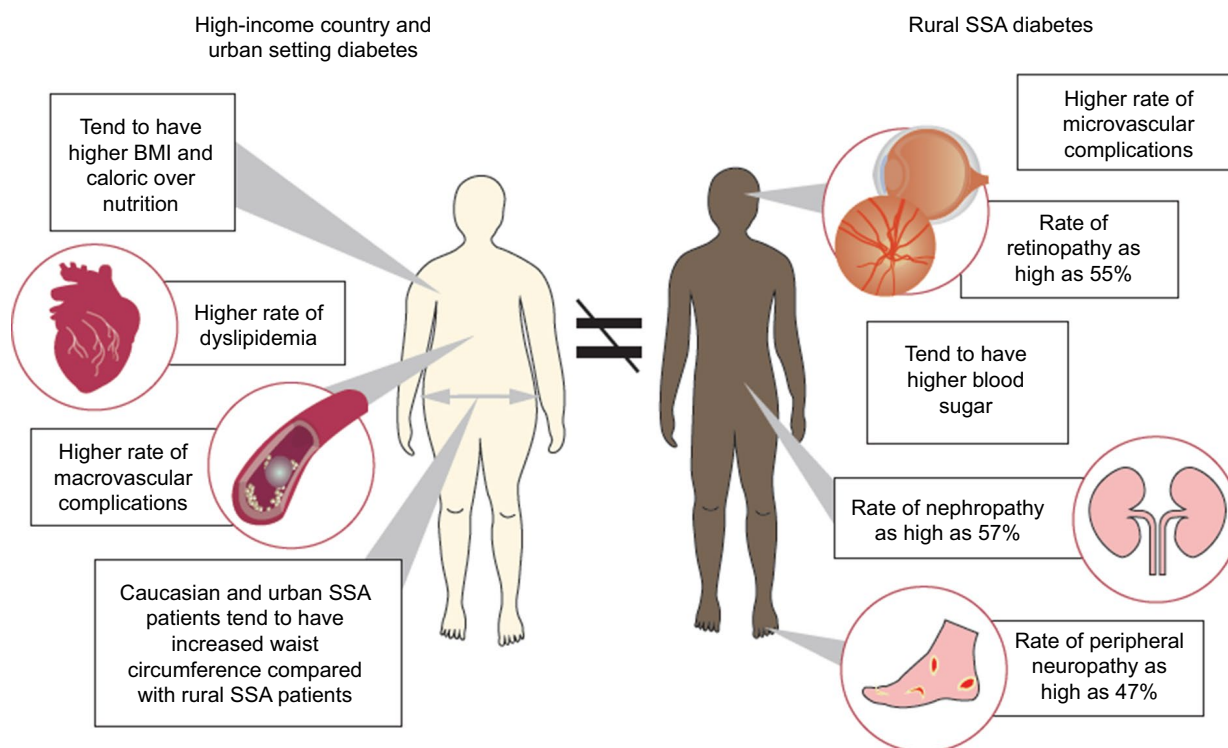 High-income country and
urban setting diabetes
Tend to have
higher BMI and
caloric over
nutrition
Higher rate of
dyslipidemia
Higher rate of
macrovascular
complications
Caucasian and urban SSA
patients tend to have
increased waist
circumference compared
with rural SSA patients
Rural SSA diabetes
Higher rate of
microvascular
complications
Rate of
retinopathy as
high as 55%
Tend to have
higher blood
sugar
Rate of nephropathy
as high as 57%
Rate of peripheral
neuropathy as
high as 47%